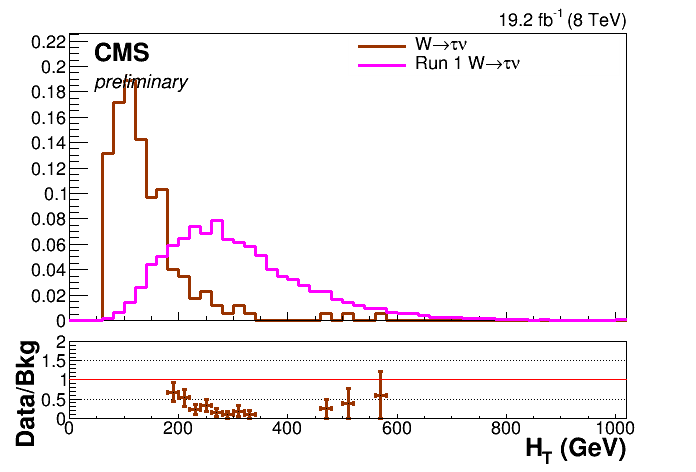 19.2 fb⁻¹ (8 TeV)
CMS
preliminary
W→τν
Run 1 W→τν
0.22
0.2
0.18
0.16
0.14
0.12
0.1
0.08
0.06
0.04
0.02
0
Data/Bkg
2
1.5
1
0.5
0
0 200 400 600 800 1000
H_T (GeV)